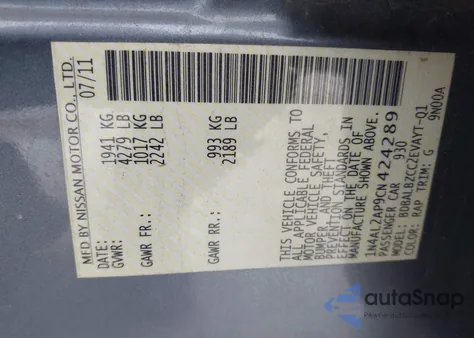 MFD BY NISSAN MOTOR CO., LTD.
DATE: 07/11
GVWR: 1941 KG
4279 LB
GAWR FR.: 1017 KG
2242 LB
GAWR RR.: 993 KG
2189 LB
THIS VEHICLE CONFORMS TO
ALL APPLICABLE FEDERAL
MOTOR VEHICLE SAFETY,
BUMPER, AND THEFT
PREVENTION STANDARDS IN
EFFECT ON THE DATE OF
MANUFACTURE SHOWN ABOVE.
1N4AL2AP9CN424289
PASSENGER CAR 930
MODEL: BDBALBZCC/EVAYT-Q1
COLOR: RAP TRIM: G 9N00A
autoSnap